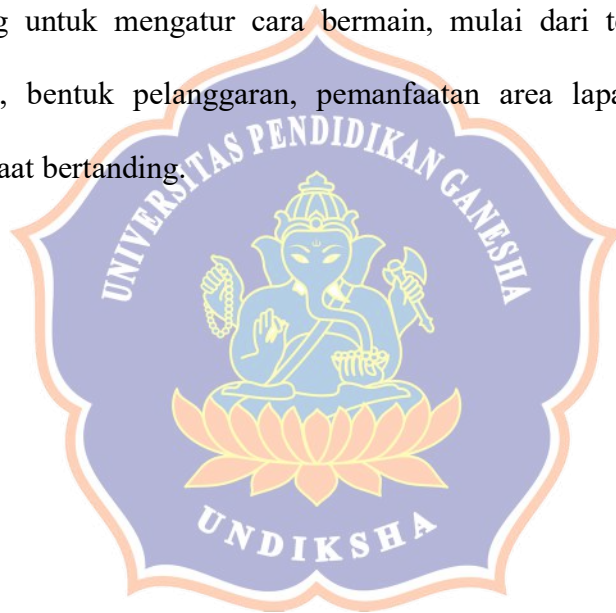 g untuk mengatur cara bermain, mulai dari t
, bentuk pelanggaran, pemanfaatan area lapa
aat bertanding.
UNIVERSITAS PENDIDIKAN GANESHA
UNDIKSHA